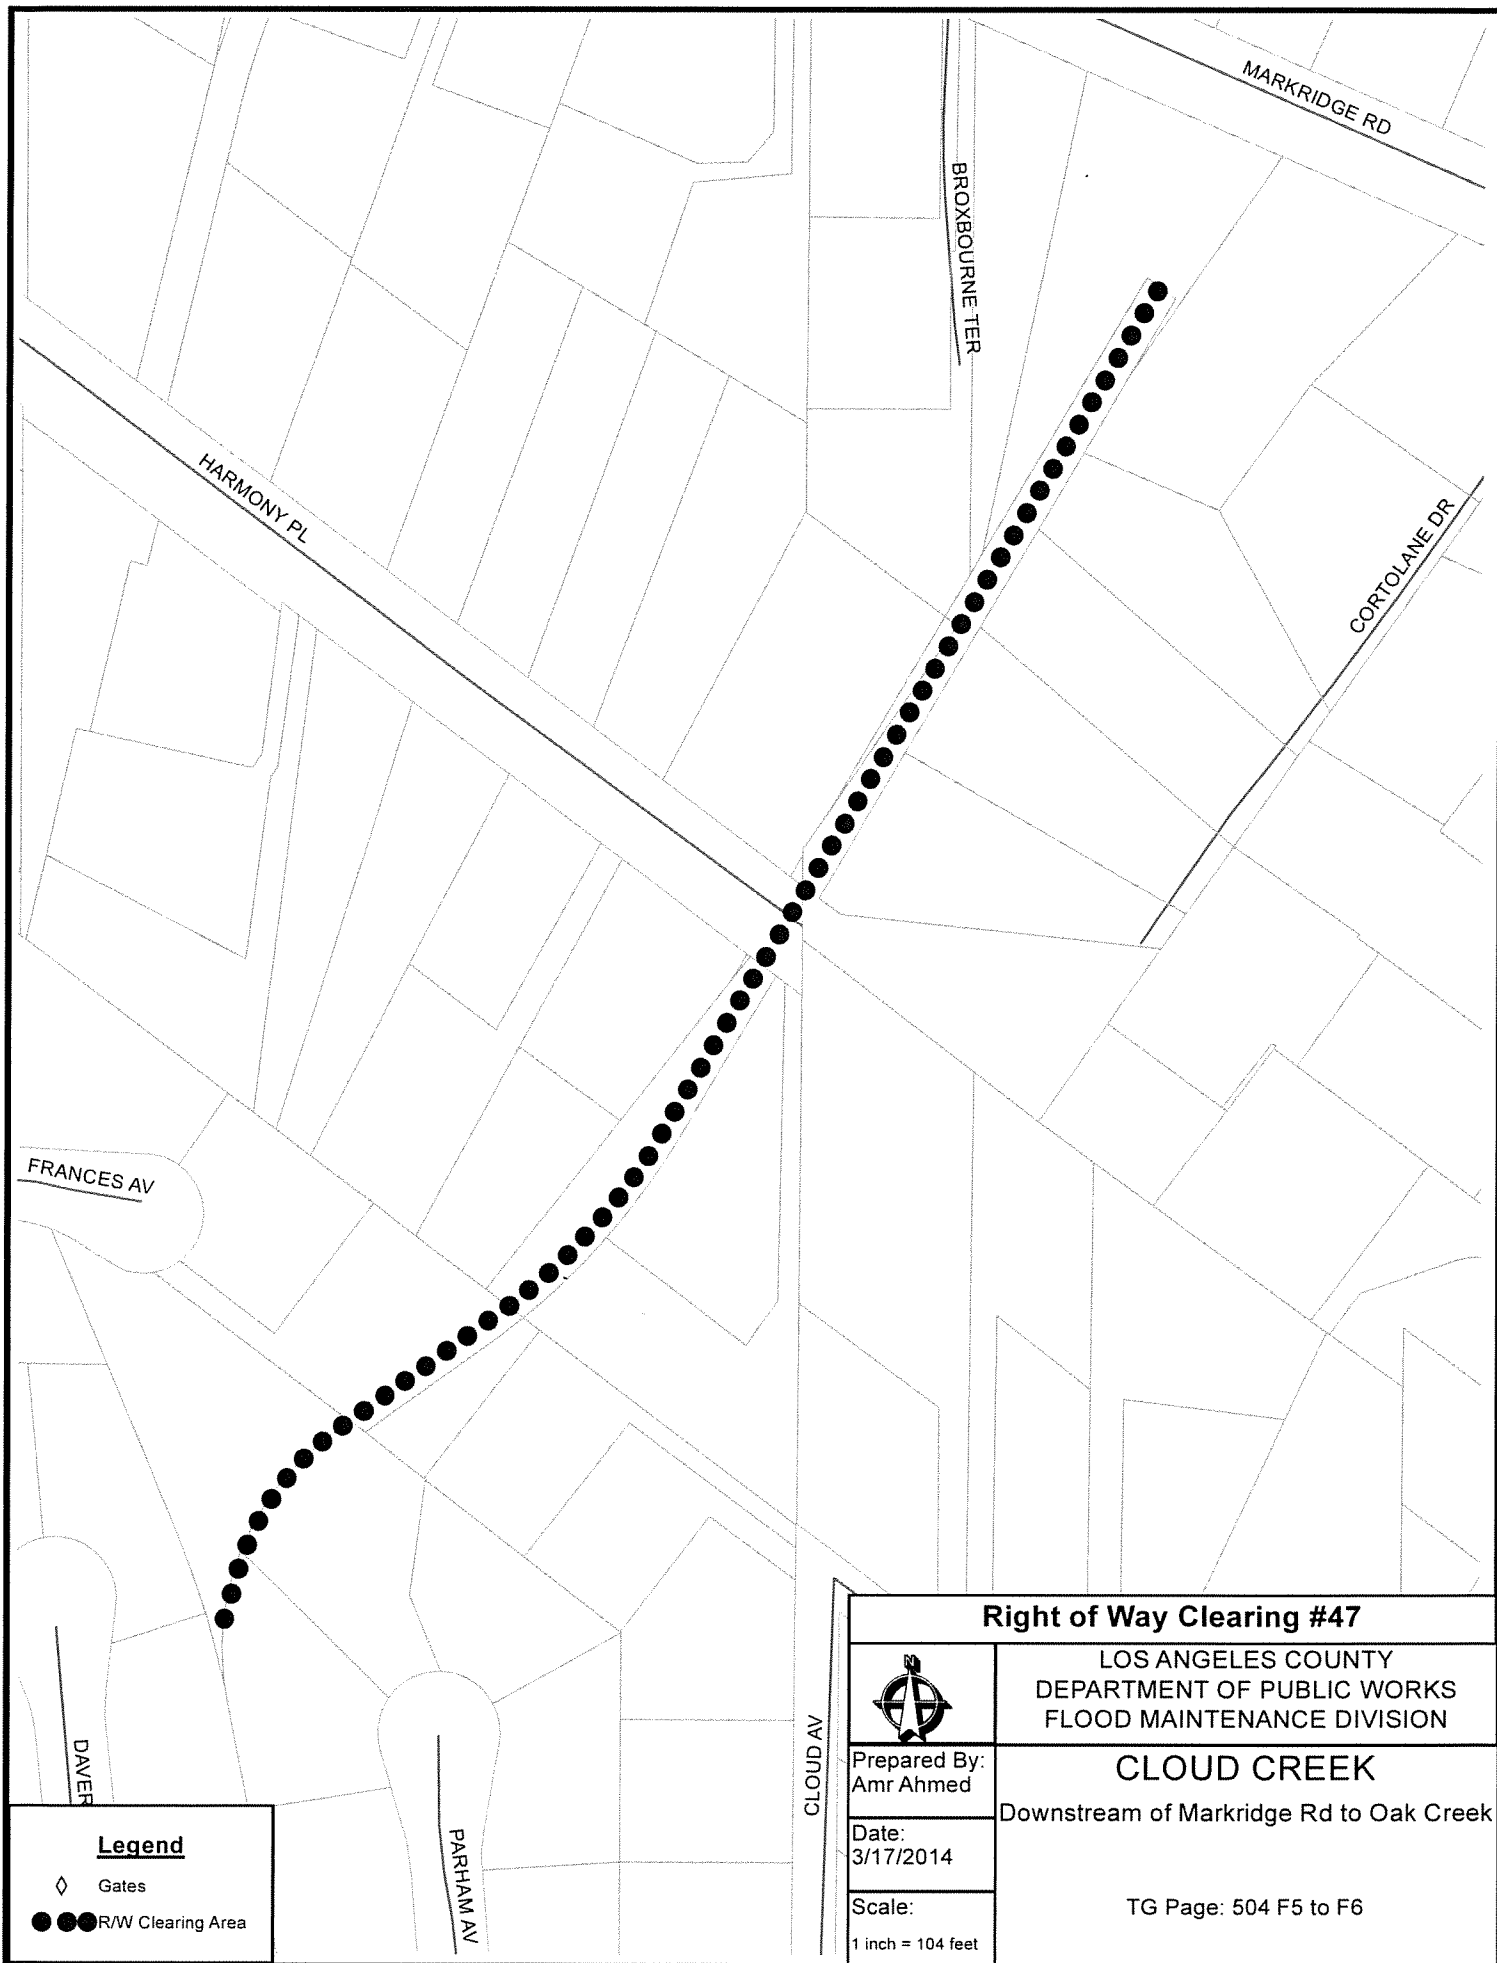 MARKRIDGE RD
BROXBOURNE TER
HARMONY PL
CORTOLANE DR
FRANCES AV
DAVER
PARHAM AV
CLOUD AV
Legend
Gates
R/W Clearing Area
Right of Way Clearing #47
N
LOS ANGELES COUNTY
DEPARTMENT OF PUBLIC WORKS
FLOOD MAINTENANCE DIVISION
Prepared By:
Amr Ahmed
CLOUD CREEK
Downstream of Markridge Rd to Oak Creek
Date:
3/17/2014
Scale:
1 inch = 104 feet
TG Page: 504 F5 to F6